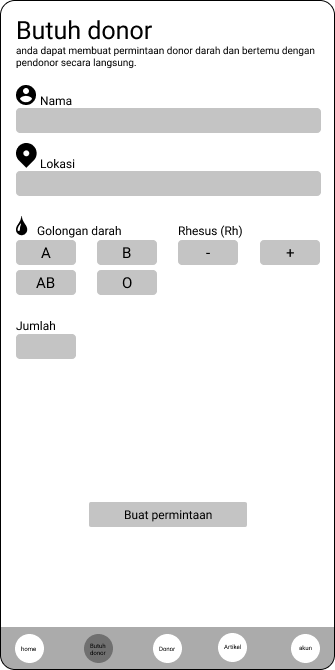 Butuh donor
anda dapat membuat permintaan donor darah dan bertemu dengan
pendonor secara langsung.
Nama
Lokasi
Golongan darah
Rhesus (Rh)
A
B
-
+
AB
O
Jumlah
Buat permintaan
home
Butuh
donor
Donor
Artikel
akun